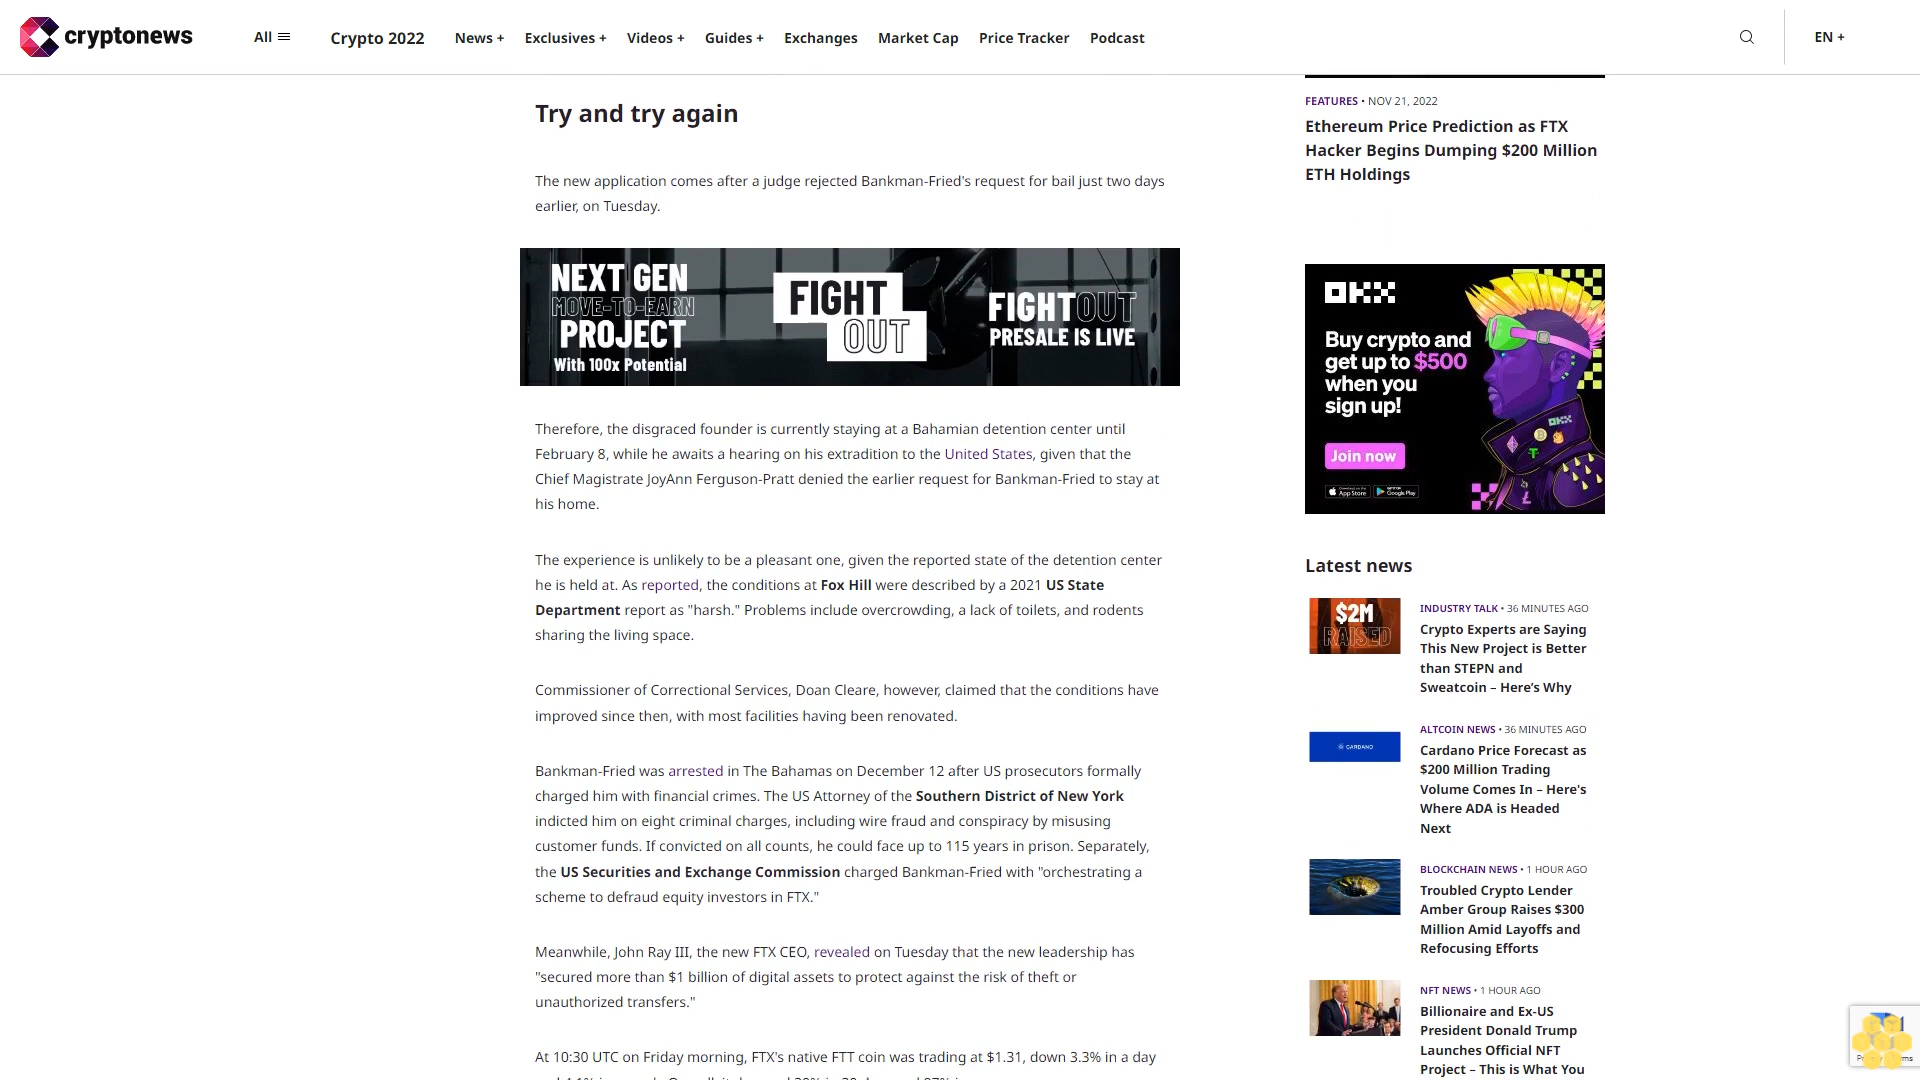 cryptonews
All
Crypto 2022
News +
Exclusives +
Videos +
Guides +
Exchanges
Market Cap
Price Tracker
Podcast
EN +
Try and try again
The new application comes after a judge rejected Bankman-Fried's request for bail just two days
earlier, on Tuesday.
NEXT GEN
MOVE-TO-EARN
PROJECT
With 100x Potential
FIGHT
OUT
FIGHTOUT
PRESALE IS LIVE
Therefore, the disgraced founder is currently staying at a Bahamian detention center until
February 8, while he awaits a hearing on his extradition to the United States, given that the
Chief Magistrate JoyAnn Ferguson-Pratt denied the earlier request for Bankman-Fried to stay at
his home.
The experience is unlikely to be a pleasant one, given the reported state of the detention center
he is held at. As reported, the conditions at Fox Hill were described by a 2021 US State
Department report as "harsh." Problems include overcrowding, a lack of toilets, and rodents
sharing the living space.
Commissioner of Correctional Services, Doan Cleare, however, claimed that the conditions have
improved since then, with most facilities having been renovated.
Bankman-Fried was arrested in The Bahamas on December 12 after US prosecutors formally
charged him with financial crimes. The US Attorney of the Southern District of New York
indicted him on eight criminal charges, including wire fraud and conspiracy by misusing
customer funds. If convicted on all counts, he could face up to 115 years in prison. Separately,
the US Securities and Exchange Commission charged Bankman-Fried with "orchestrating a
scheme to defraud equity investors in FTX."
Meanwhile, John Ray III, the new FTX CEO, revealed on Tuesday that the new leadership has
"secured more than $1 billion of digital assets to protect against the risk of theft or
unauthorized transfers."
At 10:30 UTC on Friday morning, FTX's native FTT coin was trading at $1.31, down 3.3% in a day
FEATURES • NOV 21, 2022
Ethereum Price Prediction as FTX
Hacker Begins Dumping $200 Million
ETH Holdings
OKX
Buy crypto and
get up to $500
when you
sign up!
Join now
App Store
Google Play
OKX
Latest news
$2M
RAISED
INDUSTRY TALK • 36 MINUTES AGO
Crypto Experts are Saying
This New Project is Better
than STEPN and
Sweatcoin – Here's Why
CARDANO
ALTCOIN NEWS • 36 MINUTES AGO
Cardano Price Forecast as
$200 Million Trading
Volume Comes In – Here's
Where ADA is Headed
Next
BLOCKCHAIN NEWS • 1 HOUR AGO
Troubled Crypto Lender
Amber Group Raises $300
Million Amid Layoffs and
Refocusing Efforts
NFT NEWS • 1 HOUR AGO
Billionaire and Ex-US
President Donald Trump
Launches Official NFT
Project – This is What You